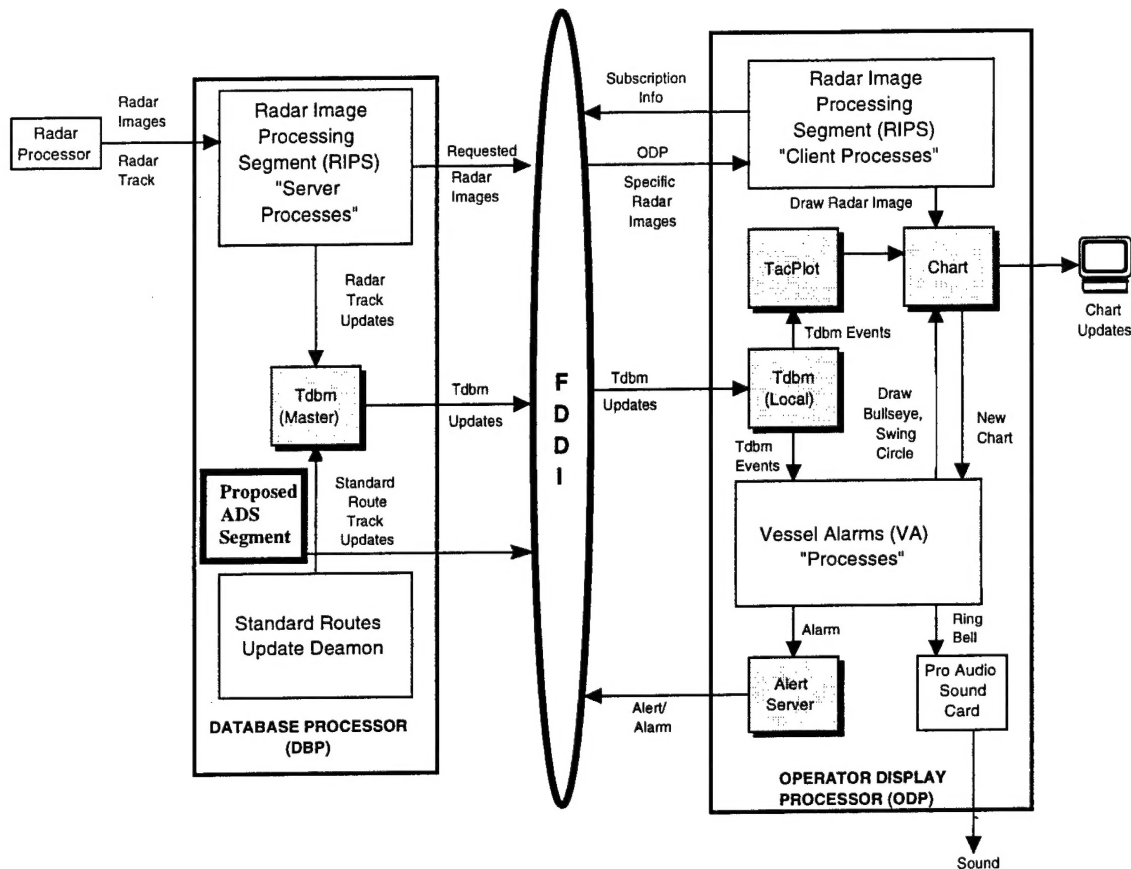 Radar
Processor
Radar
Images
Radar
Track
Radar Image
Processing
Segment (RIPS)
"Server
Processes"
Requested
Radar
Images
Radar
Track
Updates
Tdbm
(Master)
Tdbm
Updates
Proposed
ADS
Segment
Standard
Route
Track
Updates
Standard Routes
Update Deamon
DATABASE PROCESSOR
(DBP)
F
D
D
I
Subscription
Info
ODP
Specific
Radar
Images
Tdbm
Updates
Alert/
Alarm
Radar Image
Processing
Segment (RIPS)
"Client Processes"
Draw Radar Image
TacPlot
Chart
Chart
Updates
Tdbm Events
Tdbm
(Local)
Tdbm
Events
Draw
Bullseye,
Swing
Circle
New
Chart
Vessel Alarms (VA)
"Processes"
Alarm
Ring
Bell
Alert
Server
Pro Audio
Sound
Card
OPERATOR DISPLAY
PROCESSOR (ODP)
Sound